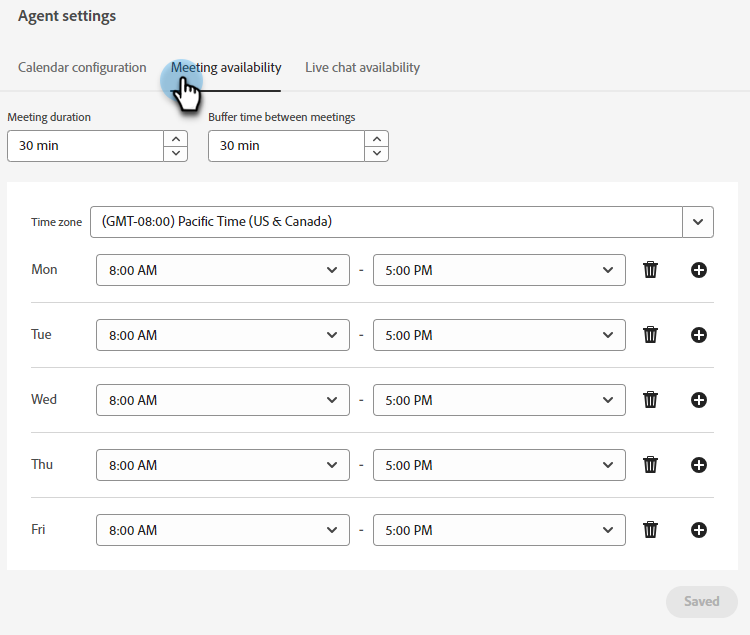 Agent settings
Calendar configuration Meeting availability Live chat availability
Meeting duration Buffer time between meetings
30 min 30 min
Time zone (GMT-08:00) Pacific Time (US & Canada)
Mon 8:00 AM - 5:00 PM
Tue 8:00 AM - 5:00 PM
Wed 8:00 AM - 5:00 PM
Thu 8:00 AM - 5:00 PM
Fri 8:00 AM - 5:00 PM
Saved